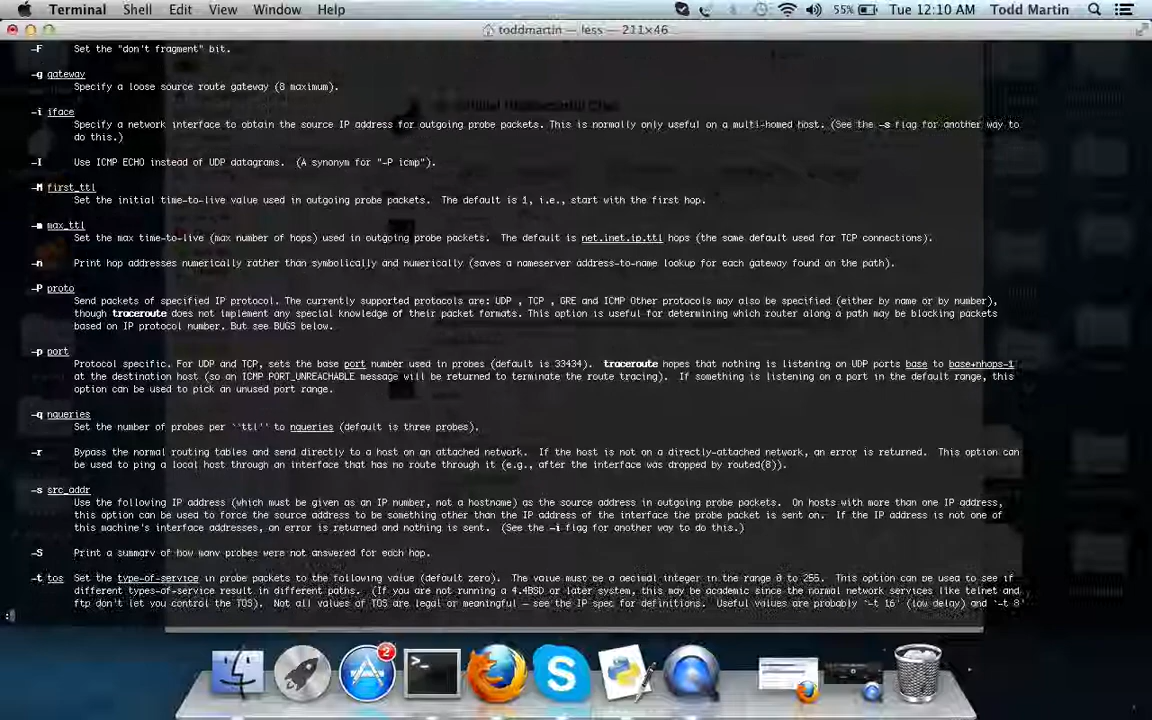 Terminal Shell Edit View Window Help 55% Tue 12:10 AM Todd Martin
toddmartin — less — 211×46
-F Set the "don't fragment" bit.
-g gateway
Specify a loose source route gateway (8 maximum).
-i iface
Specify a network interface to obtain the source IP address for outgoing probe packets. This is normally only useful on a multi-homed host. (See the -s flag for another way to
do this.)
-I Use ICMP ECHO instead of UDP datagrams. (A synonym for "-P icmp").
-M first_ttl
Set the initial time-to-live value used in outgoing probe packets. The default is 1, i.e., start with the first hop.
-m max_ttl
Set the max time-to-live (max number of hops) used in outgoing probe packets. The default is net.inet.ip.ttl hops (the same default used for TCP connections).
-n Print hop addresses numerically rather than symbolically and numerically (saves a nameserver address-to-name lookup for each gateway found on the path).
-P proto
Send packets of specified IP protocol. The currently supported protocols are: UDP , TCP , GRE and ICMP Other protocols may also be specified (either by name or by number),
though traceroute does not implement any special knowledge of their packet formats. This option is useful for determining which router along a path may be blocking packets
based on IP protocol number. But see BUGS below.
-p port
Protocol specific. For UDP and TCP, sets the base port number used in probes (default is 33434). traceroute hopes that nothing is listening on UDP ports base to base+nhops-1
at the destination host (so an ICMP PORT_UNREACHABLE message will be returned to terminate the route tracing). If something is listening on a port in the default range, this
option can be used to pick an unused port range.
-q nqueries
Set the number of probes per ``ttl'' to nqueries (default is three probes).
-r Bypass the normal routing tables and send directly to a host on an attached network. If the host is not on a directly-attached network, an error is returned. This option can
be used to ping a local host through an interface that has no route through it (e.g., after the interface was dropped by routed(8)).
-s src_addr
Use the following IP address (which must be given as an IP number, not a hostname) as the source address in outgoing probe packets. On hosts with more than one IP address,
this option can be used to force the source address to be something other than the IP address of the interface the probe packet is sent on. If the IP address is not one of
this machine's interface addresses, an error is returned and nothing is sent. (See the -i flag for another way to do this.)
-S Print a summary of how many probes were not answered for each hop.
-t tos Set the type-of-service in probe packets to the following value (default zero). The value must be a decimal integer in the range 0 to 255. This option can be used to see if
different types-of-service result in different paths. (If you are not running a 4.4BSD or later system, this may be academic since the normal network services like telnet and
ftp don't let you control the TOS). Not all values of TOS are legal or meaningful - see the IP spec for definitions. Useful values are probably `-t 16' (low delay) and `-t 8'
:
2